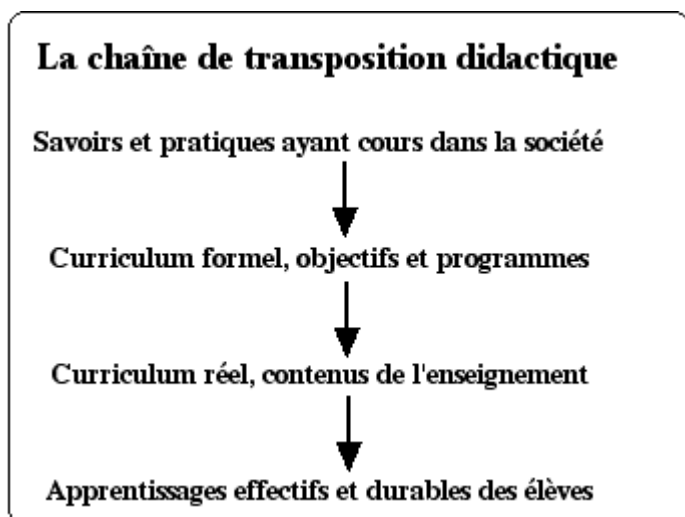 La chaîne de transposition didactique
Savoirs et pratiques ayant cours dans la société
Curriculum formel, objectifs et programmes
Curriculum réel, contenus de l'enseignement
Apprentissages effectifs et durables des élèves